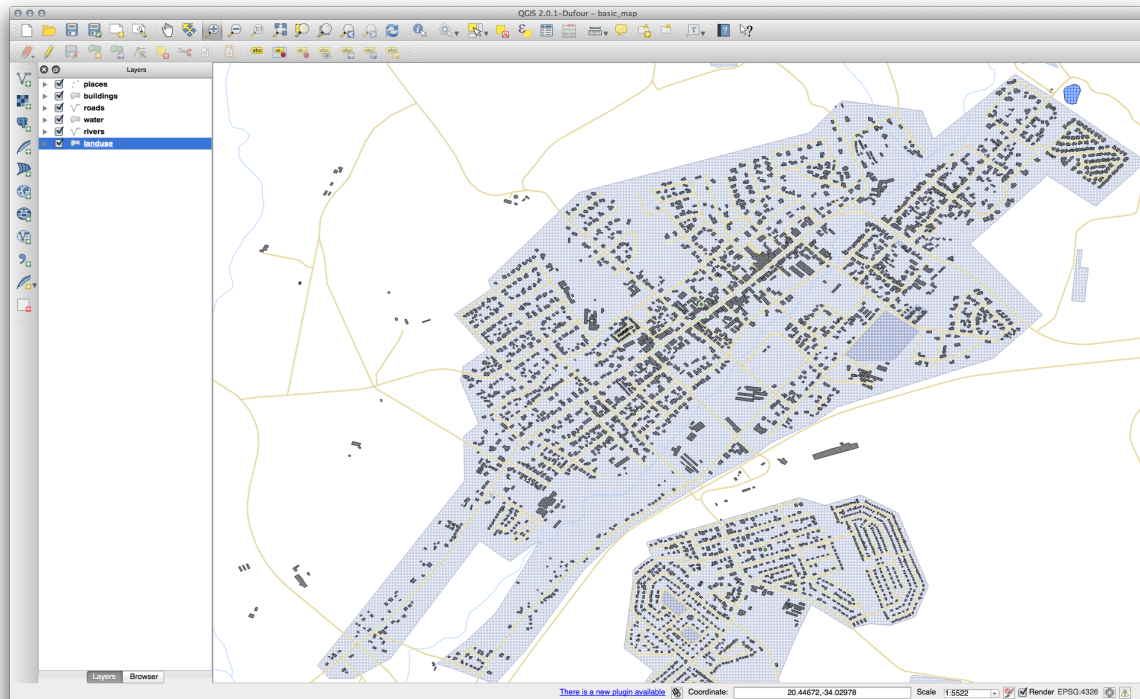 QGIS 2.0.1-Dufour - basic_map
Layers
places
buildings
roads
water
rivers
landuse
Layers Browser
There is a new plugin available Coordinate: 20.44672,-34.02978 Scale 1:5522 Render EPSG:4326